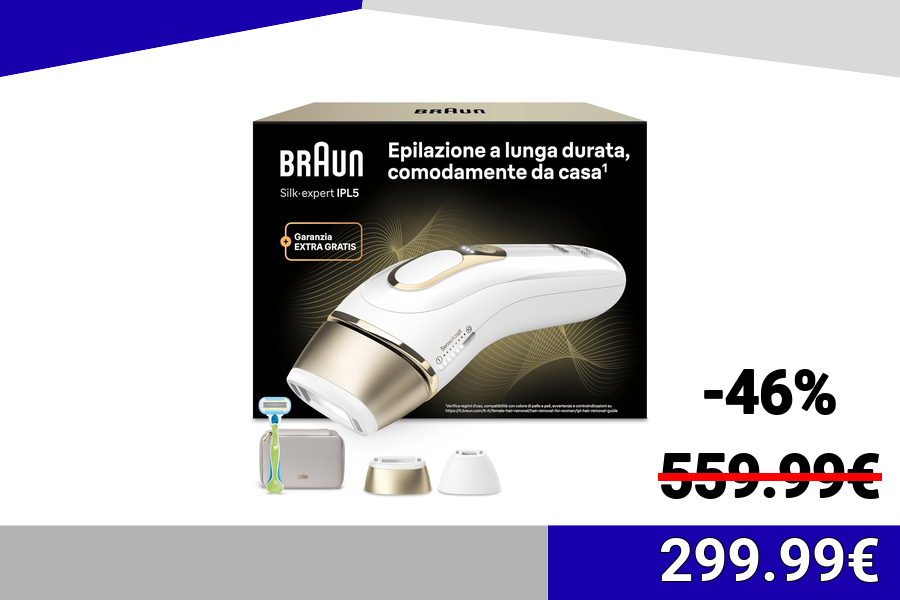 BRAUN
BRAUN
Silk·expert IPL5
Epilazione a lunga durata,
comodamente da casa¹
Garanzia
EXTRA GRATIS
SensoAdapt
-46%
559.99€
299.99€